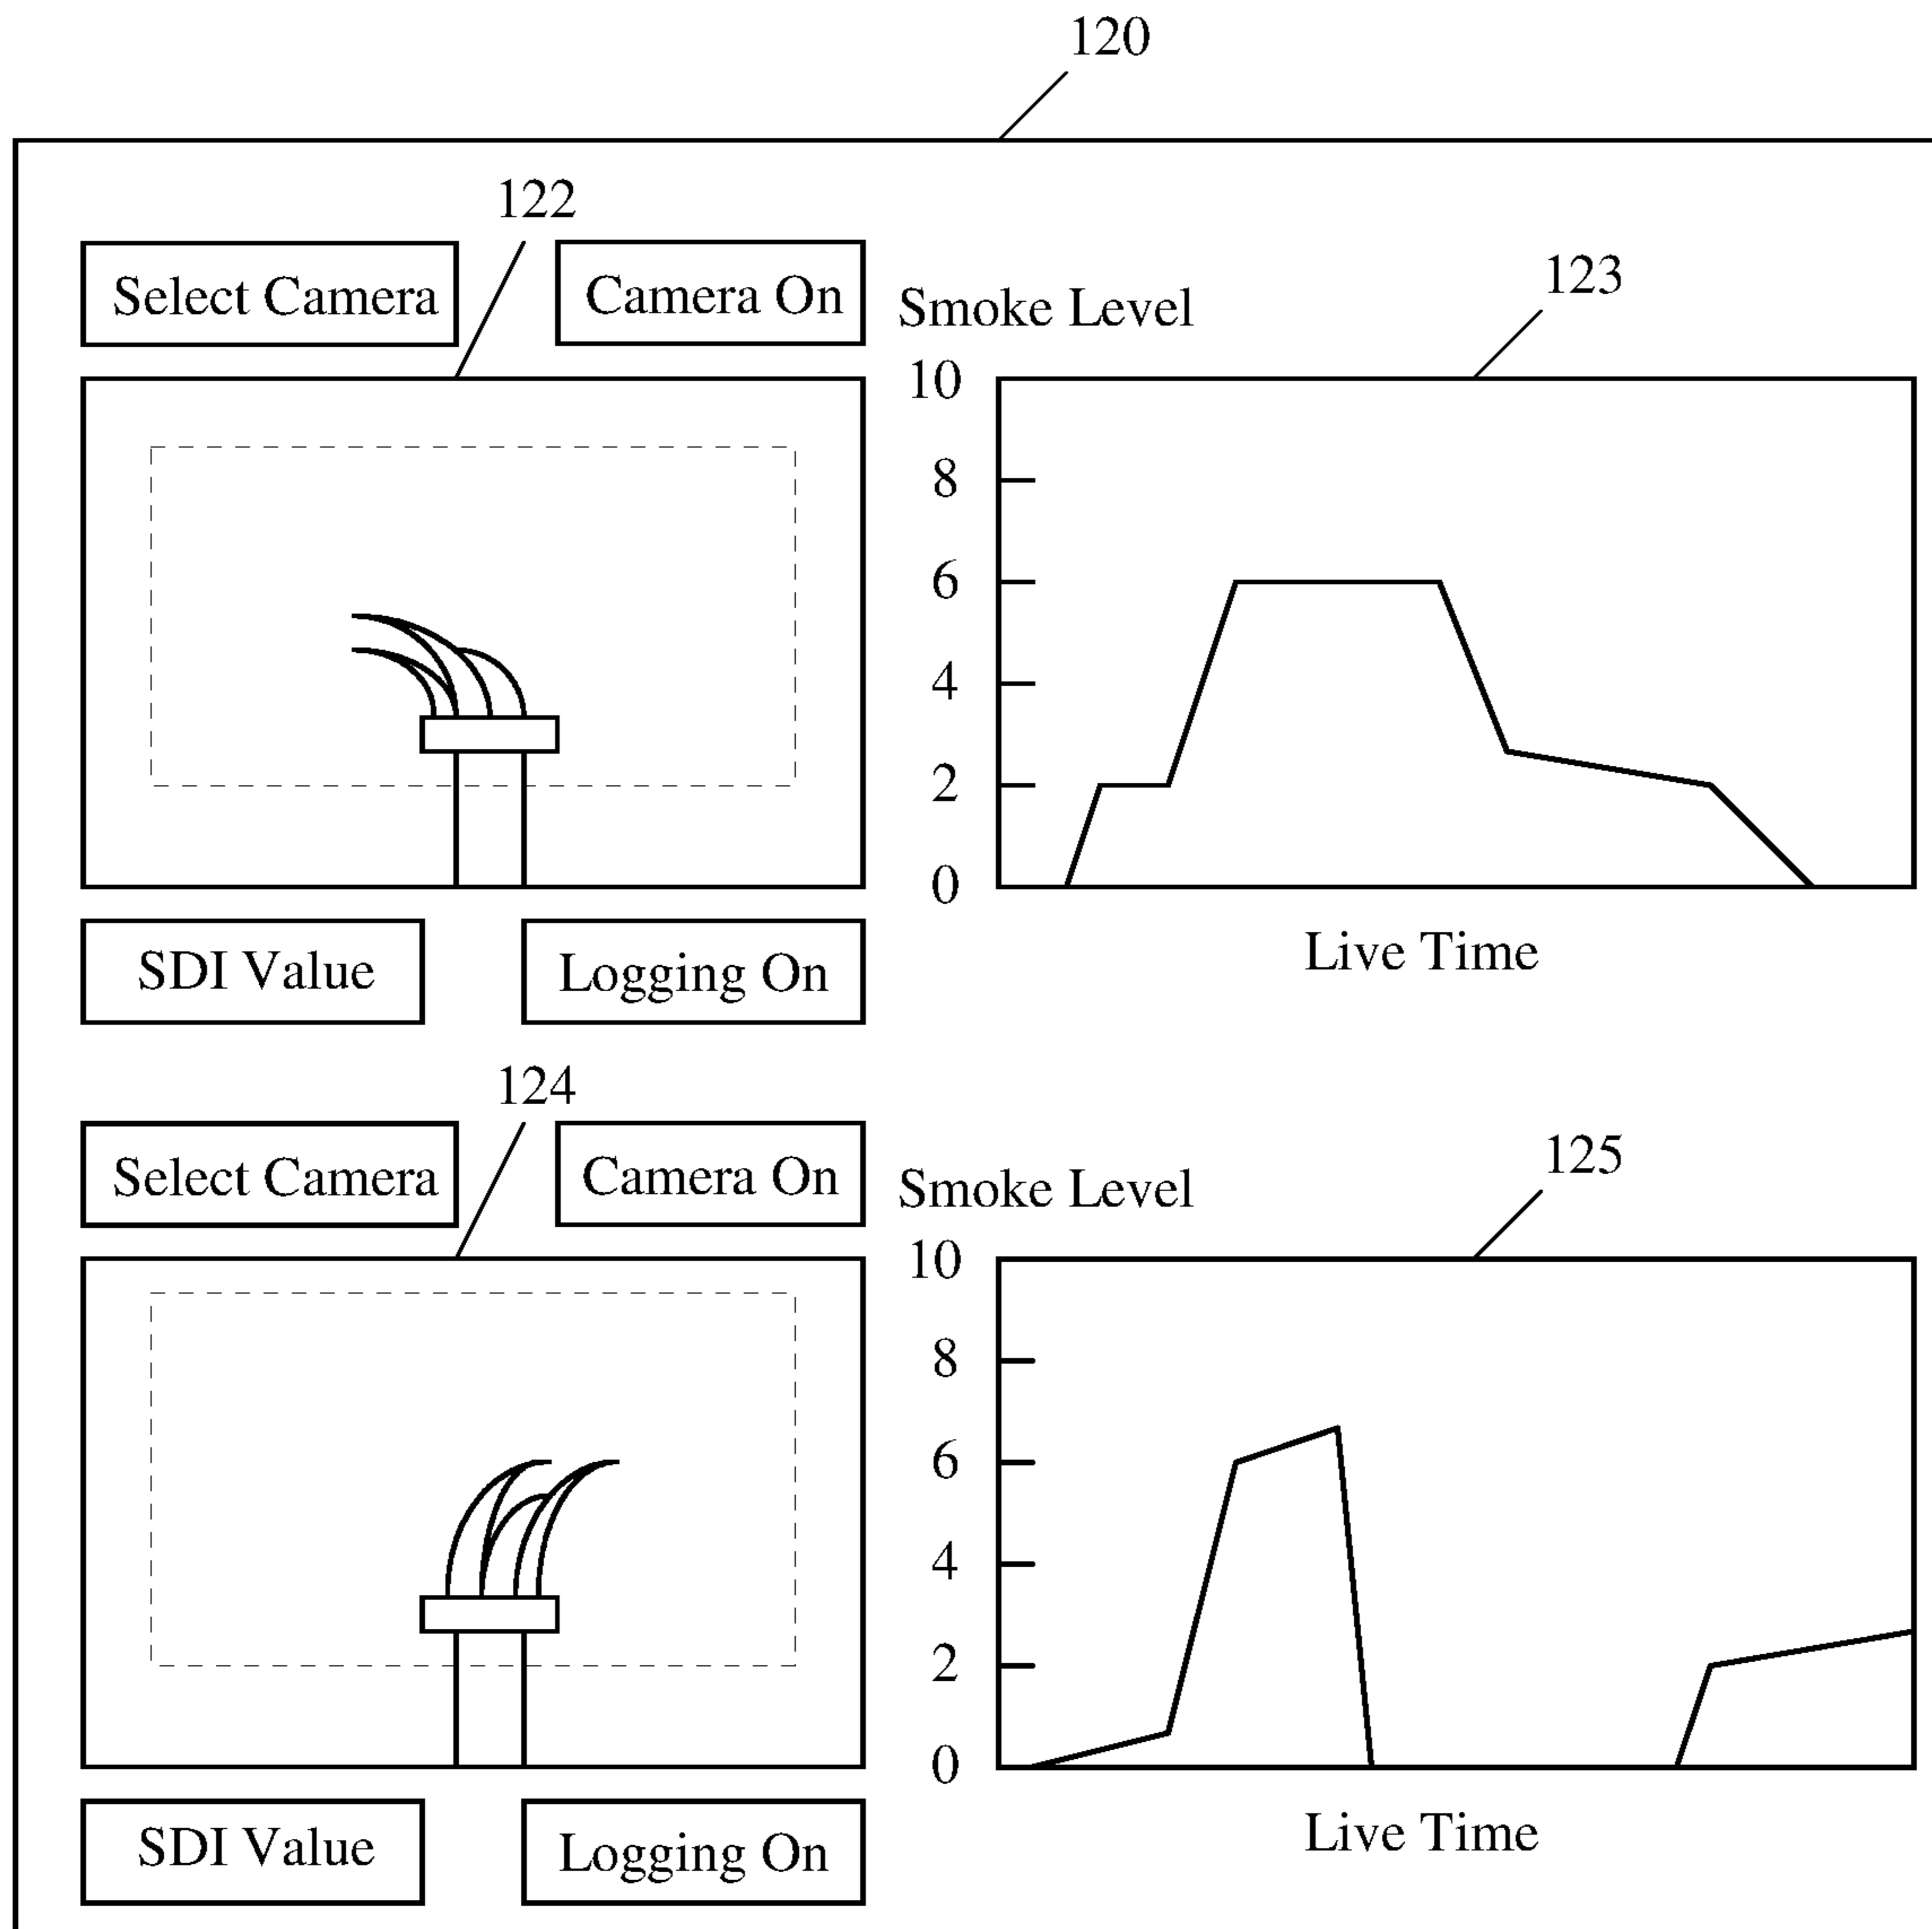 120
122
Select Camera
Camera On
Smoke Level
123
10
8
6
4
2
0
Live Time
SDI Value
Logging On
124
Select Camera
Camera On
Smoke Level
125
10
8
6
4
2
0
Live Time
SDI Value
Logging On